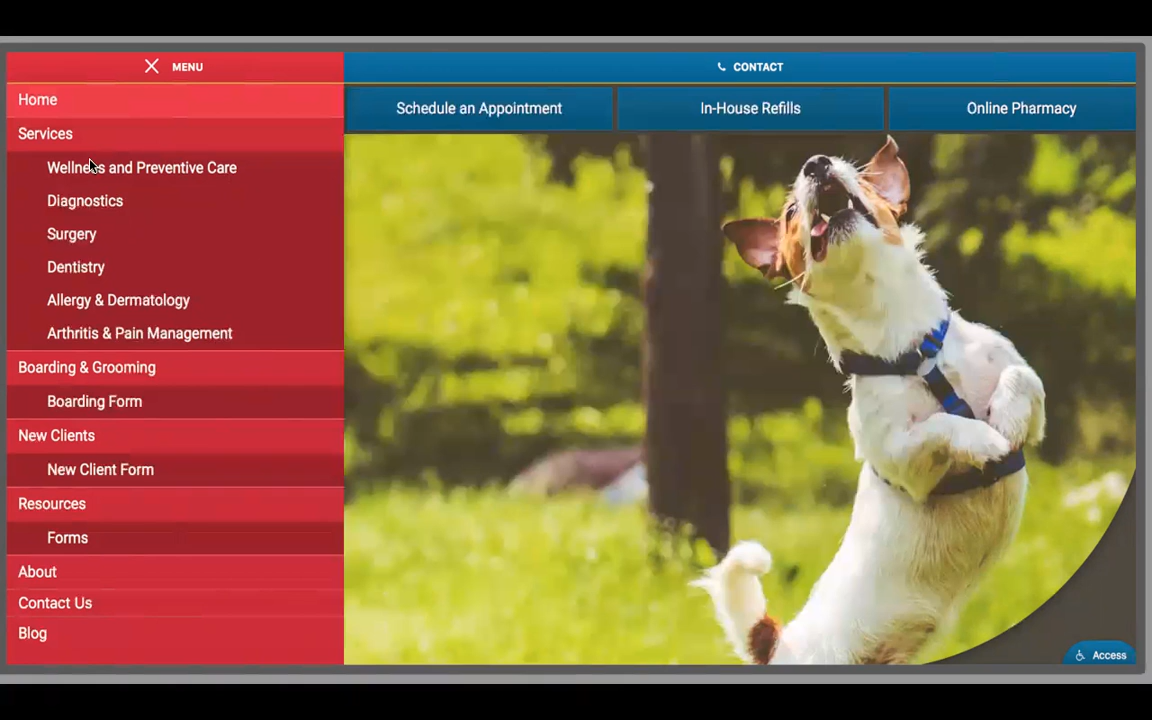 MENU
CONTACT
Home
Schedule an Appointment
In-House Refills
Online Pharmacy
Services
Wellness and Preventive Care
Diagnostics
Surgery
Dentistry
Allergy & Dermatology
Arthritis & Pain Management
Boarding & Grooming
Boarding Form
New Clients
New Client Form
Resources
Forms
About
Contact Us
Blog
Access